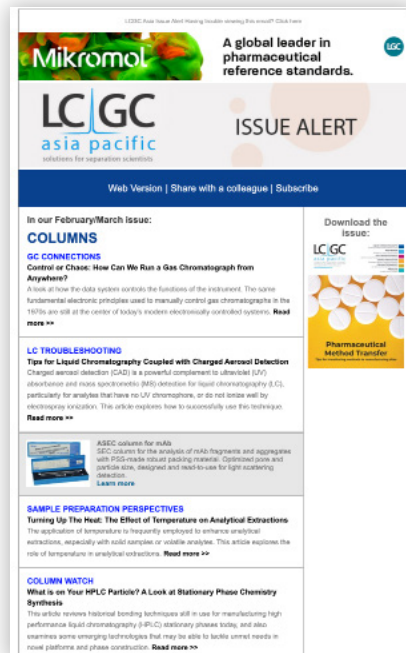 LCGC Asia Issue Alert Having trouble viewing this email? Click here
Mikromol
A global leader in
pharmaceutical
reference standards.
LGC
LC GC
asia pacific
solutions for separation scientists
ISSUE ALERT
Web Version | Share with a colleague | Subscribe
In our February/March issue:
COLUMNS
GC CONNECTIONS
Control or Chaos: How Can We Run a Gas Chromatograph from
Anywhere?
A look at how the data system controls the functions of the instrument. The same
fundamental electronic principles used to manually control gas chromatographs in the
1970s are still at the center of today's modern electronically controlled systems. Read
more >>
LC TROUBLESHOOTING
Tips for Liquid Chromatography Coupled with Charged Aerosol Detection
Charged aerosol detection (CAD) is a powerful complement to ultraviolet (UV)
absorbance and mass spectrometric (MS) detection for liquid chromatography (LC),
particularly for analytes that have no UV chromophore, or do not ionize well by
electrospray ionization. This article explores how to successfully use this technique.
Read more >>
ASEC column for mAb
SEC column for the analysis of mAb fragments and aggregates
with PSS-made robust packing material. Optimized pore and
particle size, designed and read-to-use for light scattering
detection.
Learn more
SAMPLE PREPARATION PERSPECTIVES
Turning Up The Heat: The Effect of Temperature on Analytical Extractions
The application of temperature is frequently employed to enhance analytical
extractions, especially with solid samples or volatile analytes. This article explores the
role of temperature in analytical extractions. Read more >>
COLUMN WATCH
What is on Your HPLC Particle? A Look at Stationary Phase Chemistry
Synthesis
This article reviews historical bonding techniques still in use for manufacturing high
performance liquid chromatography (HPLC) stationary phases today, and also
examines some emerging technologies that may be able to tackle unmet needs in
novel platforms and phase construction. Read more >>
Download the
issue:
LC GC
asia pacific
Pharmaceutical
Method Transfer